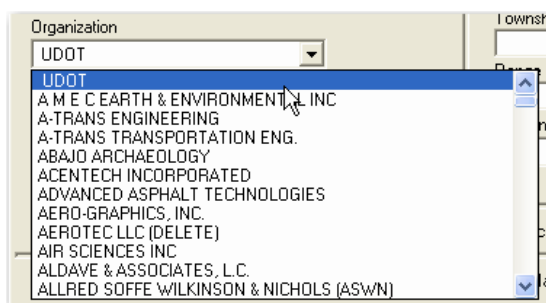 Organization
UDOT
UDOT
A M E C EARTH & ENVIRONMENTAL INC
A-TRANS ENGINEERING
A-TRANS TRANSPORTATION ENG.
ABAJO ARCHAEOLOGY
ACENTECH INCORPORATED
ADVANCED ASPHALT TECHNOLOGIES
AERO-GRAPHICS, INC.
AEROTEC LLC (DELETE)
AIR SCIENCES INC
ALDAVE & ASSOCIATES, L.C.
ALLRED SOFFE WILKINSON & NICHOLS (ASWN)
Townsh
Range